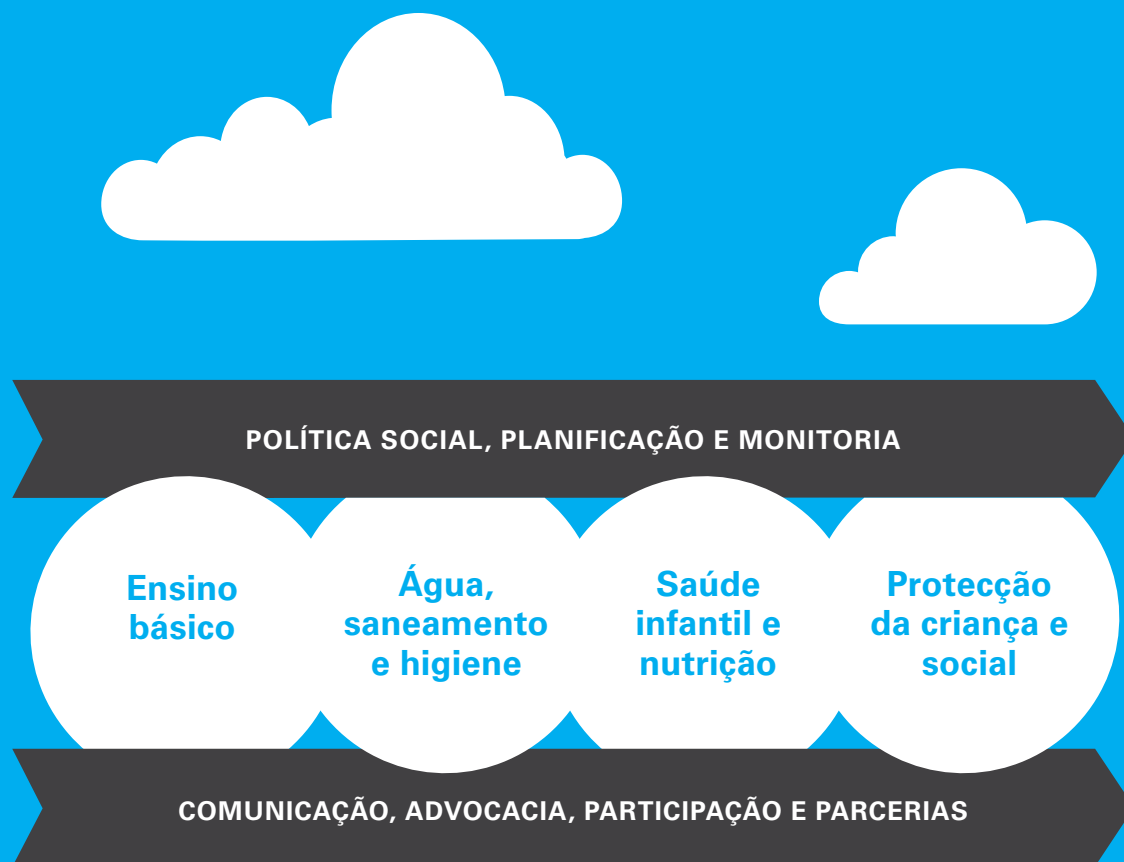 POLÍTICA SOCIAL, PLANIFICAÇÃO E MONITORIA
Ensino
básico
Água,
saneamento
e higiene
Saúde
infantil e
nutrição
Protecção
da criança e
social
COMUNICAÇÃO, ADVOCACIA, PARTICIPAÇÃO E PARCERIAS